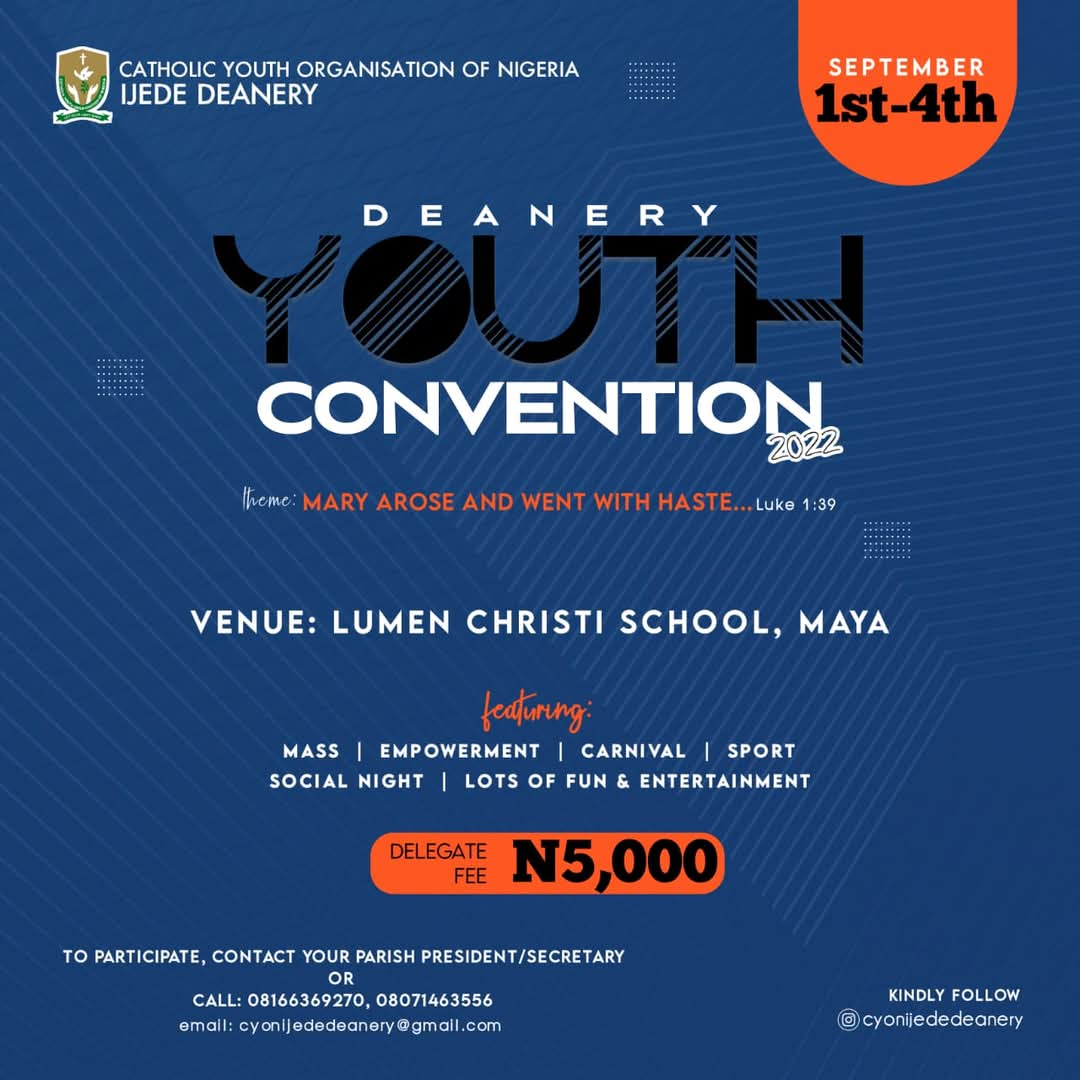 CATHOLIC YOUTH ORGANISATION OF NIGERIA
IJEDE DEANERY
SEPTEMBER
1st-4th
DEANERY
YOUTH
CONVENTION
2022
theme: MARY AROSE AND WENT WITH HASTE... Luke 1:39
VENUE: LUMEN CHRISTI SCHOOL, MAYA
featuring:
MASS | EMPOWERMENT | CARNIVAL | SPORT
SOCIAL NIGHT | LOTS OF FUN & ENTERTAINMENT
DELEGATE
FEE
N5,000
TO PARTICIPATE, CONTACT YOUR PARISH PRESIDENT/SECRETARY
OR
CALL: 08166369270, 08071463556
email: cyonijededeanery@gmail.com
KINDLY FOLLOW
cyonijededeanery